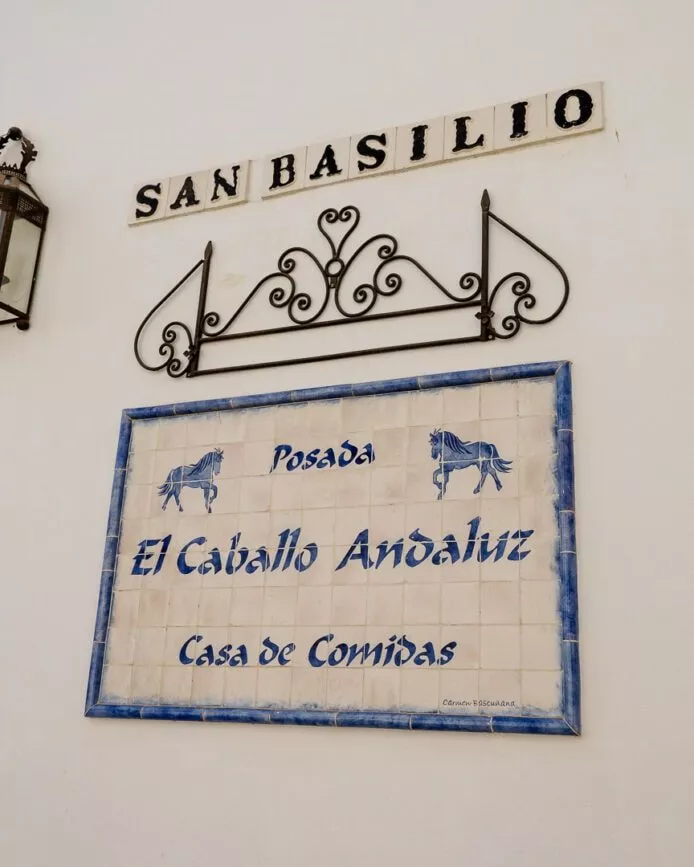 SAN BASILIO
Posada
El Caballo Andaluz
Casa de Comidas
Carmen Bascuñana